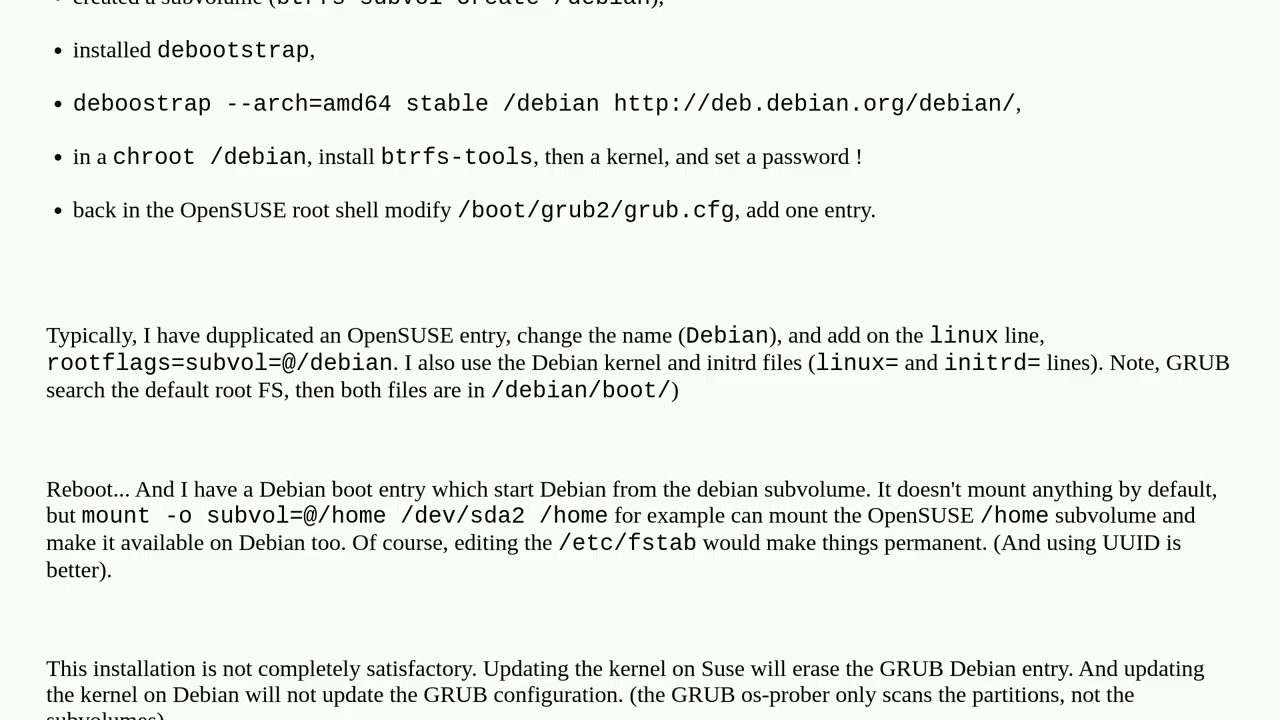 • created a subvolume (btrfs subvol create /debian),
• installed debootstrap,
• deboostrap --arch=amd64 stable /debian http://deb.debian.org/debian/,
• in a chroot /debian, install btrfs-tools, then a kernel, and set a password !
• back in the OpenSUSE root shell modify /boot/grub2/grub.cfg, add one entry.
Typically, I have dupplicated an OpenSUSE entry, change the name (Debian), and add on the linux line,
rootflags=subvol=@/debian. I also use the Debian kernel and initrd files (linux= and initrd= lines). Note, GRUB
search the default root FS, then both files are in /debian/boot/)
Reboot... And I have a Debian boot entry which start Debian from the debian subvolume. It doesn't mount anything by default,
but mount -o subvol=@/home /dev/sda2 /home for example can mount the OpenSUSE /home subvolume and
make it available on Debian too. Of course, editing the /etc/fstab would make things permanent. (And using UUID is
better).
This installation is not completely satisfactory. Updating the kernel on Suse will erase the GRUB Debian entry. And updating
the kernel on Debian will not update the GRUB configuration. (the GRUB os-prober only scans the partitions, not the
subvolumes)